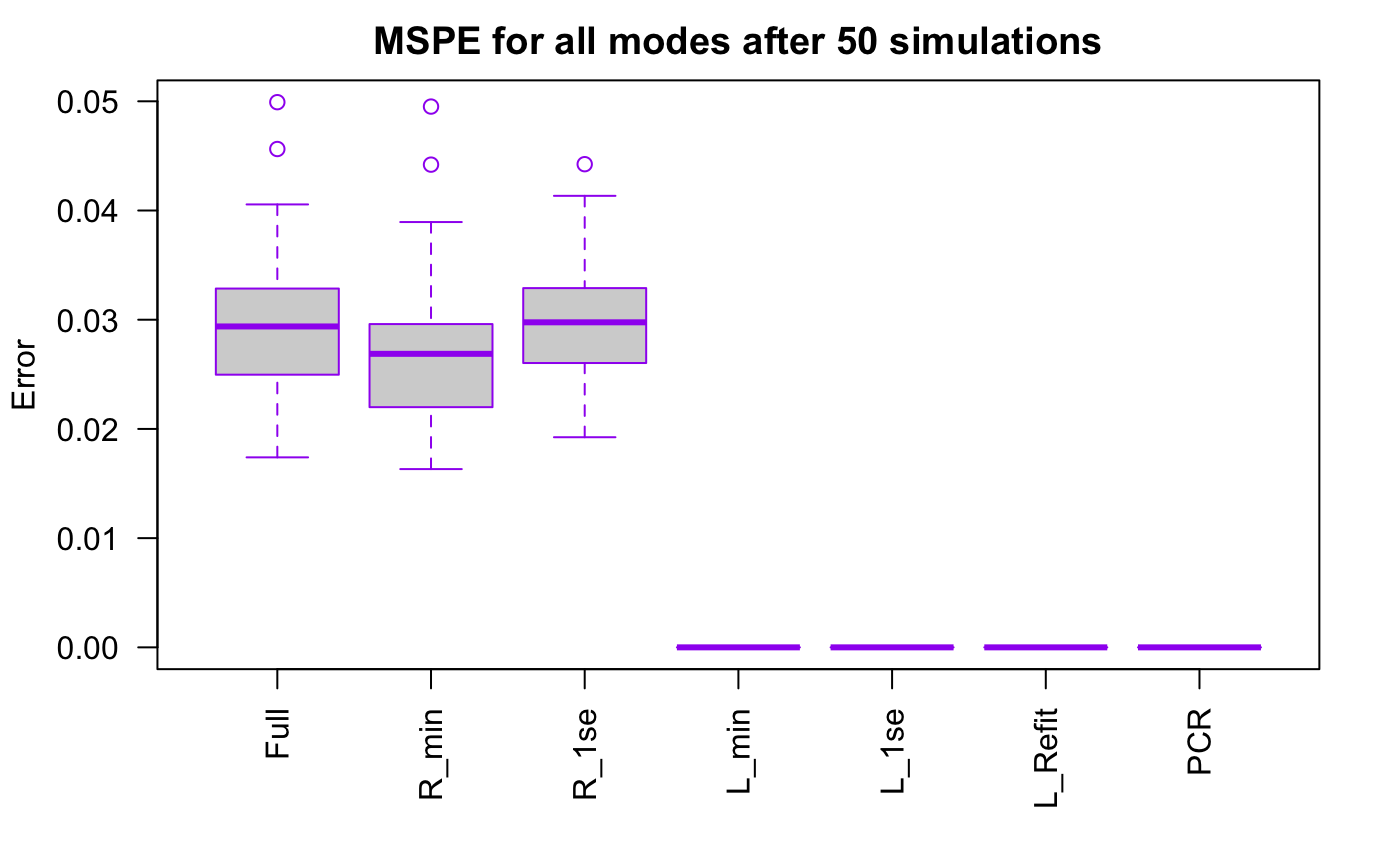 MSPE for all modes after 50 simulations
Error
0.05
0.04
0.03
0.02
0.01
0.00
Full
R_min
R_1se
L_min
L_1se
L_Refit
PCR